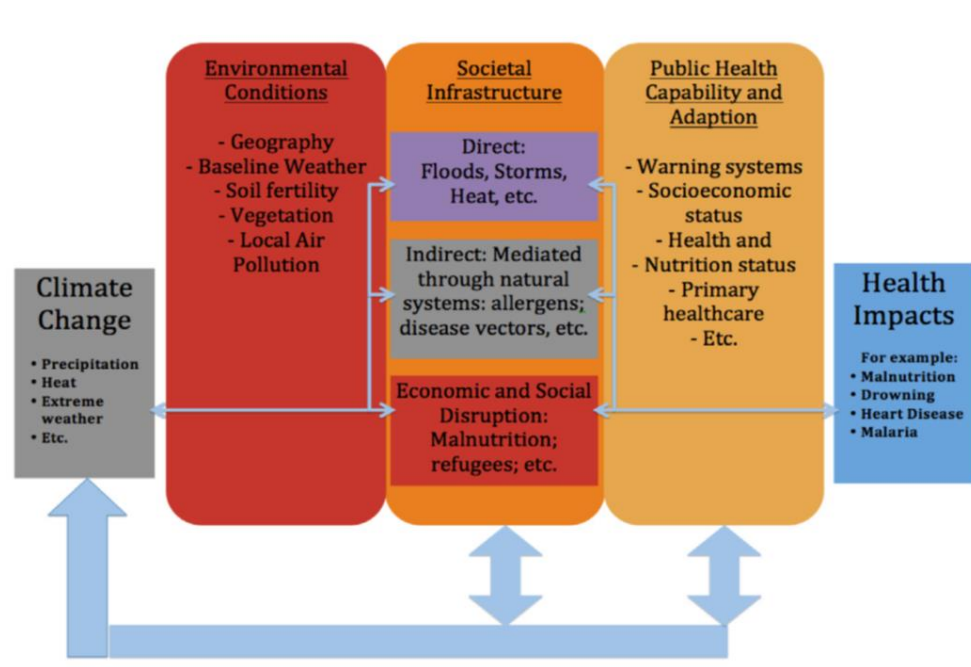 Environmental
Conditions
- Geography
- Baseline Weather
- Soil fertility
- Vegetation
- Local Air
Pollution
Societal
Infrastructure
Direct:
Floods, Storms,
Heat, etc.
Indirect: Mediated
through natural
systems: allergens;
disease vectors, etc.
Economic and Social
Disruption:
Malnutrition;
refugees; etc.
Public Health
Capability and
Adaption
- Warning systems
- Socioeconomic
status
- Health and
- Nutrition status
- Primary
healthcare
- Etc.
Climate
Change
• Precipitation
• Heat
• Extreme
weather
• Etc.
Health
Impacts
For example:
• Malnutrition
• Drowning
• Heart Disease
• Malaria